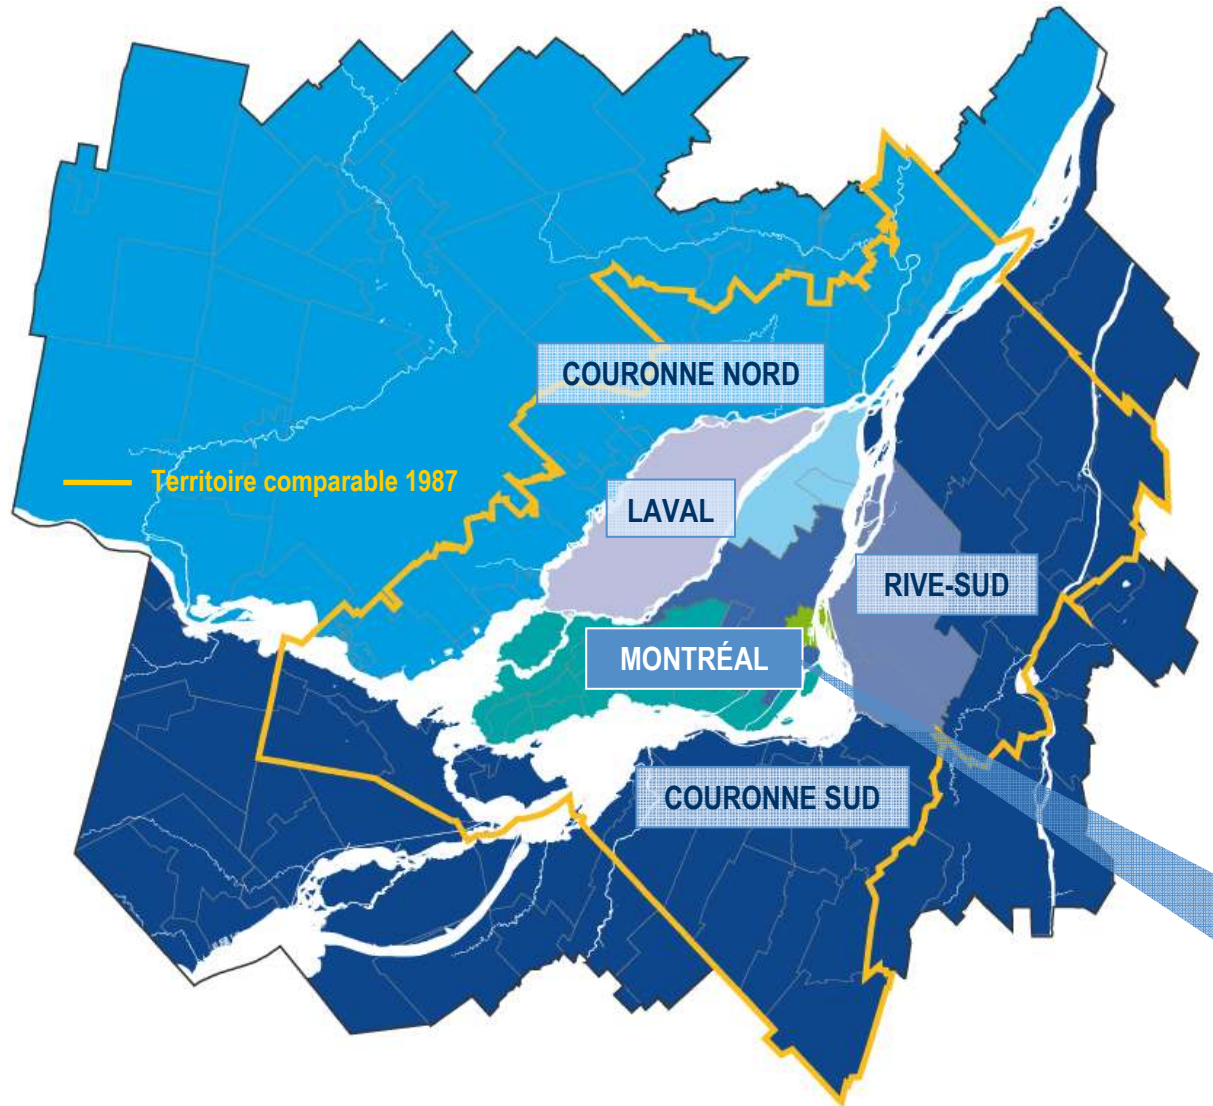 COURONNE NORD
Territoire comparable 1987
LAVAL
RIVE-SUD
MONTRÉAL
COURONNE SUD